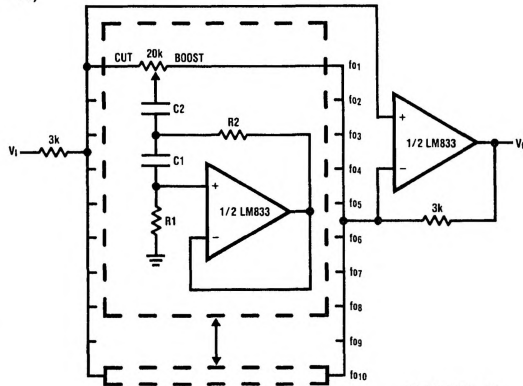 CUT 20k BOOST
fo1
C2
fo2
R2
fo3
VI 3k
C1
+
1/2 LM833
−
fo4
+
1/2 LM833
−
R1
fo5
3k
fo6
fo7
fo8
fo9
fo10